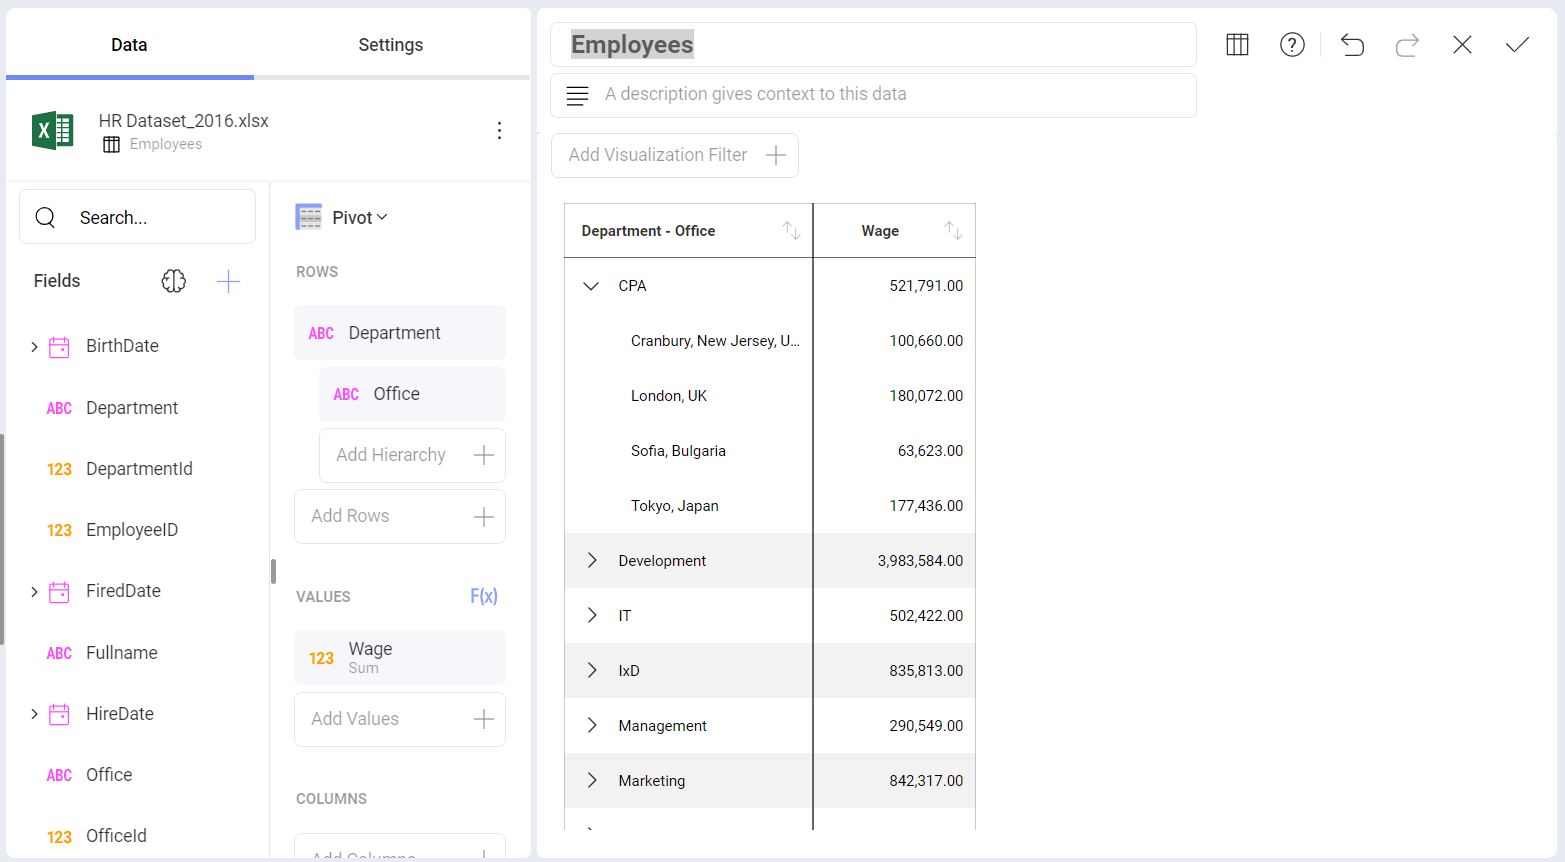 Data
Settings
HR Dataset_2016.xlsx
Employees
Search...
Fields
BirthDate
ABC Department
123 DepartmentId
123 EmployeeID
FiredDate
ABC Fullname
HireDate
ABC Office
123 OfficeId
Pivot
ROWS
ABC Department
ABC Office
Add Hierarchy
Add Rows
VALUES F(x)
123 Wage
Sum
Add Values
COLUMNS
Add Columns
Employees
A description gives context to this data
Add Visualization Filter
Department - Office Wage
CPA 521,791.00
Cranbury, New Jersey, U... 100,660.00
London, UK 180,072.00
Sofia, Bulgaria 63,623.00
Tokyo, Japan 177,436.00
Development 3,983,584.00
IT 502,422.00
IxD 835,813.00
Management 290,549.00
Marketing 842,317.00